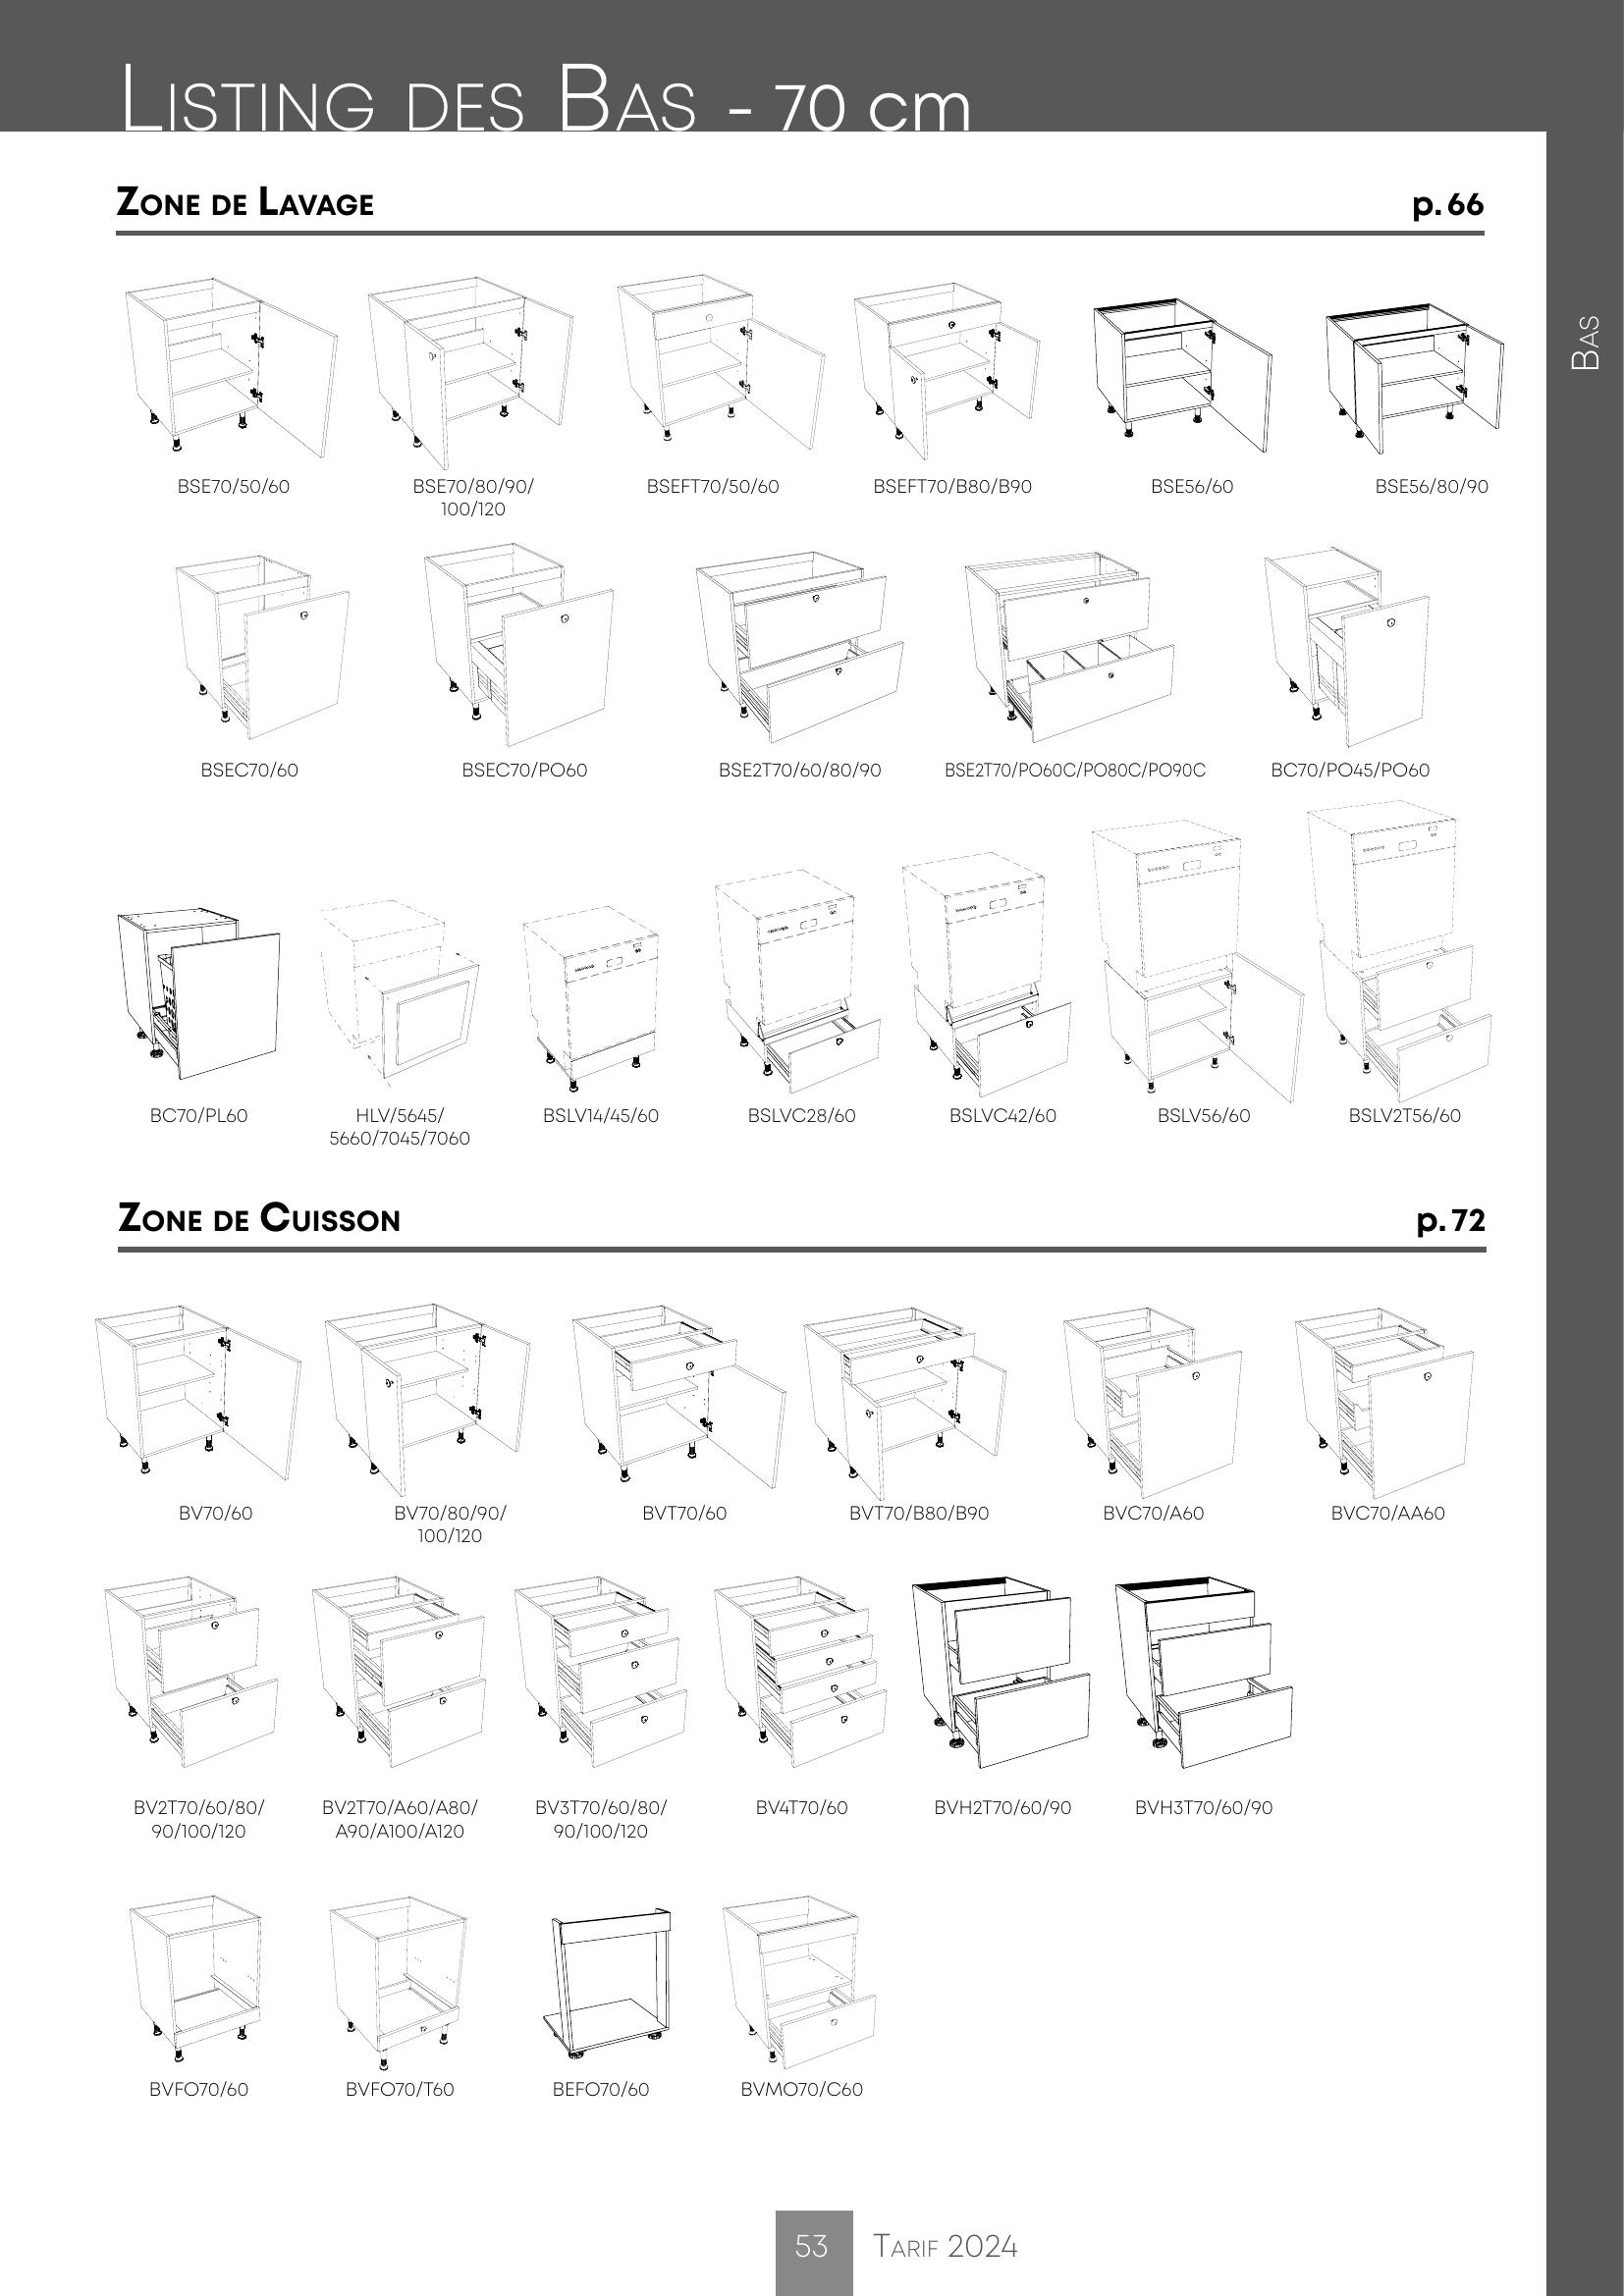 Listing des Bas - 70 cm
Bas
Zone de Lavage p. 66
BSE70/50/60
BSE70/80/90/
100/120
BSEFT70/50/60
BSEFT70/B80/B90
BSE56/60
BSE56/80/90
BSEC70/60
BSEC70/PO60
BSE2T70/60/80/90
BSE2T70/PO60C/PO80C/PO90C
BC70/PO45/PO60
BC70/PL60
HLV/5645/
5660/7045/7060
BSLV14/45/60
BSLVC28/60
BSLVC42/60
BSLV56/60
BSLV2T56/60
Zone de Cuisson p. 72
BV70/60
BV70/80/90/
100/120
BVT70/60
BVT70/B80/B90
BVC70/A60
BVC70/AA60
BV2T70/60/80/
90/100/120
BV2T70/A60/A80/
A90/A100/A120
BV3T70/60/80/
90/100/120
BV4T70/60
BVH2T70/60/90
BVH3T70/60/90
BVFO70/60
BVFO70/T60
BEFO70/60
BVMO70/C60
53 Tarif 2024